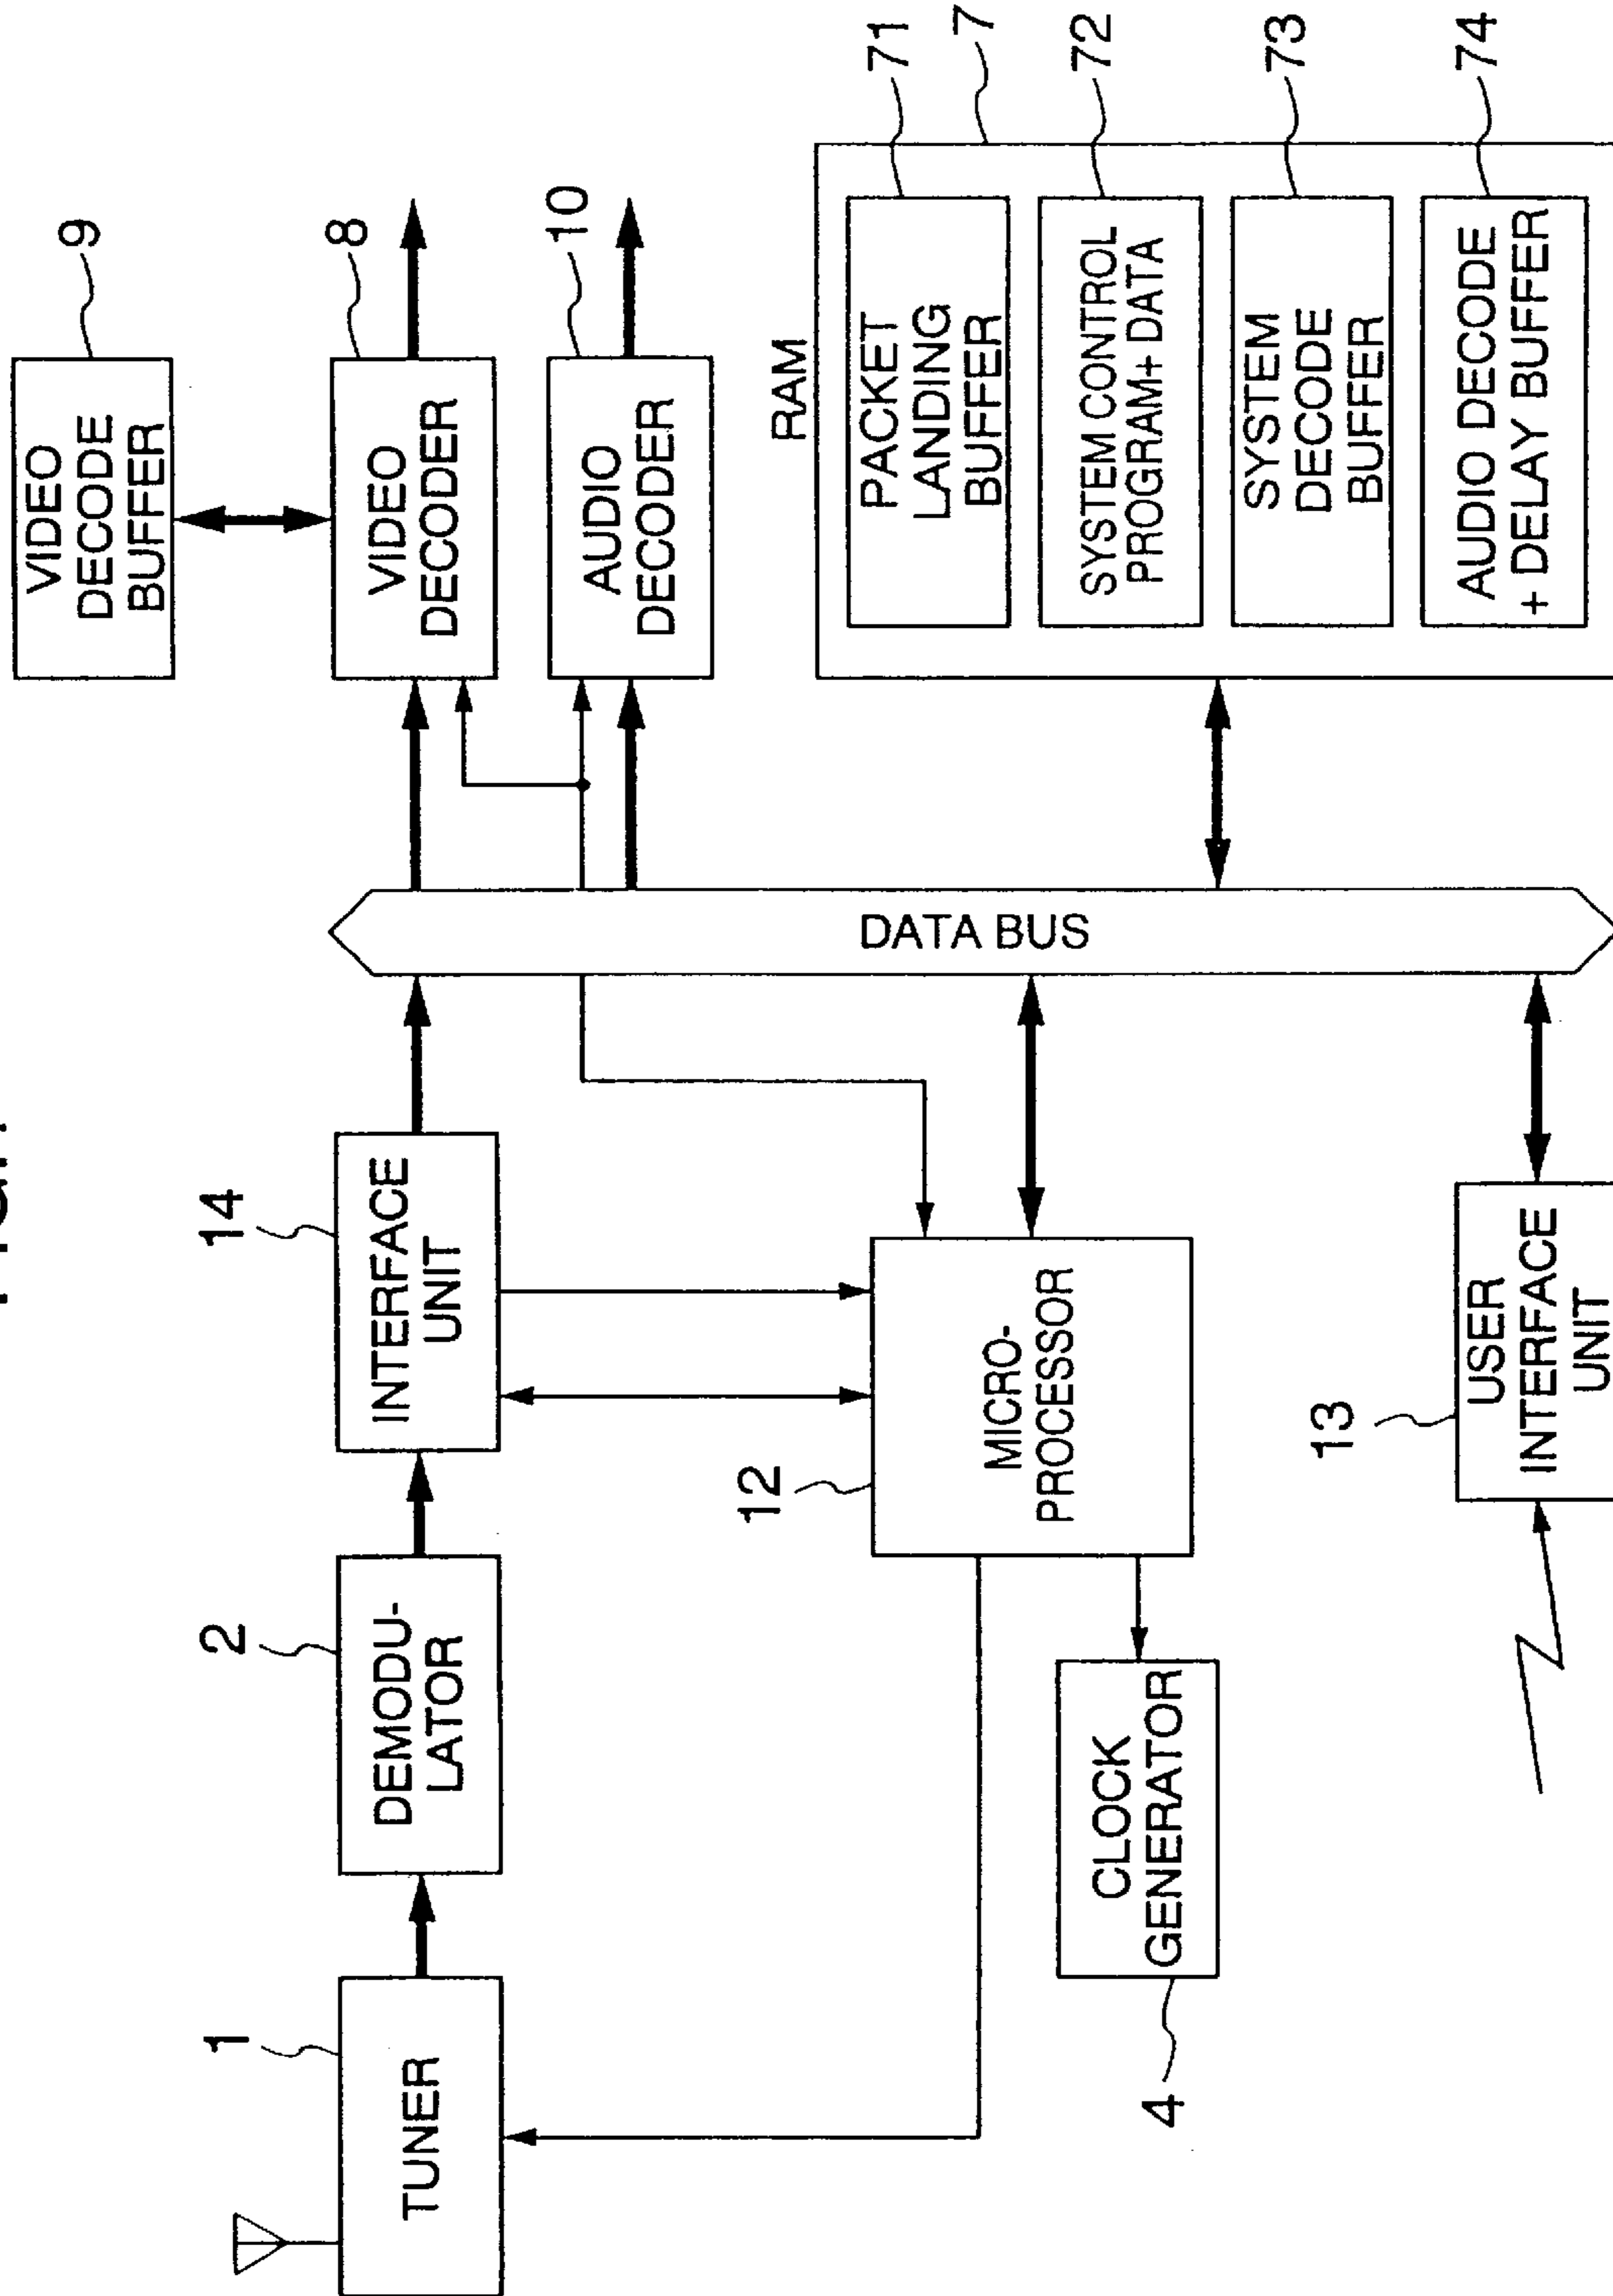 9
VIDEO
DECODE
BUFFER
8
VIDEO
DECODER
10
AUDIO
DECODER
RAM
7
PACKET
LANDING
BUFFER
71
SYSTEM CONTROL
PROGRAM+ DATA
72
SYSTEM
DECODE
BUFFER
73
AUDIO DECODE
+ DELAY BUFFER
74
DATA BUS
14
INTERFACE
UNIT
12
MICRO-
PROCESSOR
13
USER
INTERFACE
UNIT
2
DEMODU-
LATOR
CLOCK
GENERATOR
4
1
TUNER